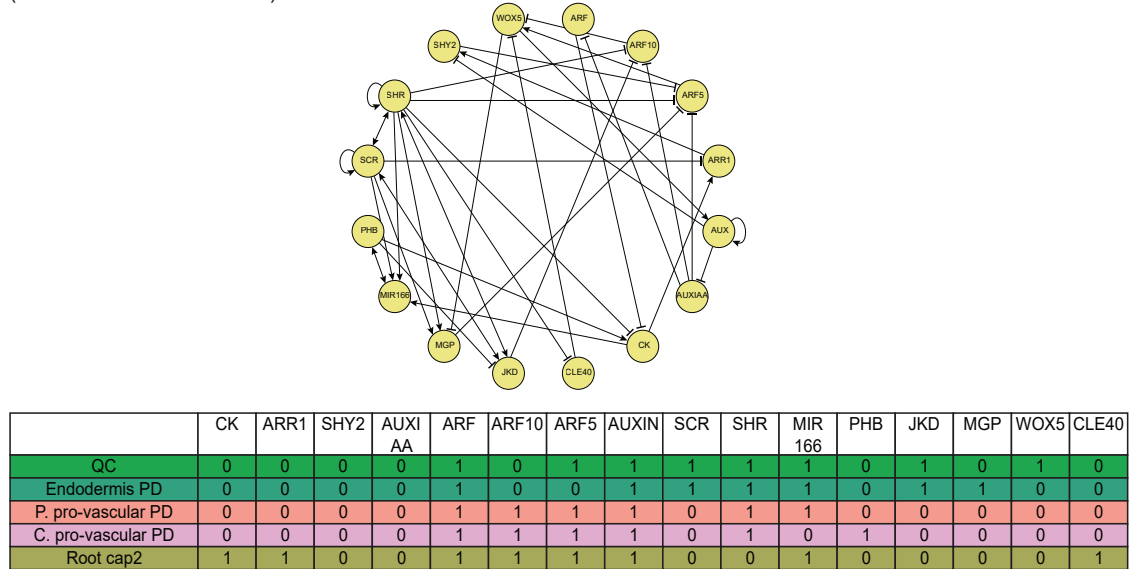 WOX5
ARF
SHY2
ARF10
SHR
ARF5
SCR
ARR1
PHB
AUX
MIR166
AUXIAA
MGP
CK
JKD
CLE40
CK ARR1 SHY2 AUXI AA ARF ARF10 ARF5 AUXIN SCR SHR MIR 166 PHB JKD MGP WOX5 CLE40
QC 0 0 0 0 1 0 1 1 1 1 1 0 1 0 1 0
Endodermis PD 0 0 0 0 1 0 0 1 1 1 1 0 1 1 0 0
P. pro-vascular PD 0 0 0 0 1 1 1 1 0 1 1 0 0 0 0 0
C. pro-vascular PD 0 0 0 0 1 1 1 1 0 1 0 1 0 0 0 0
Root cap2 1 1 0 0 1 1 1 1 0 0 1 0 0 0 0 1